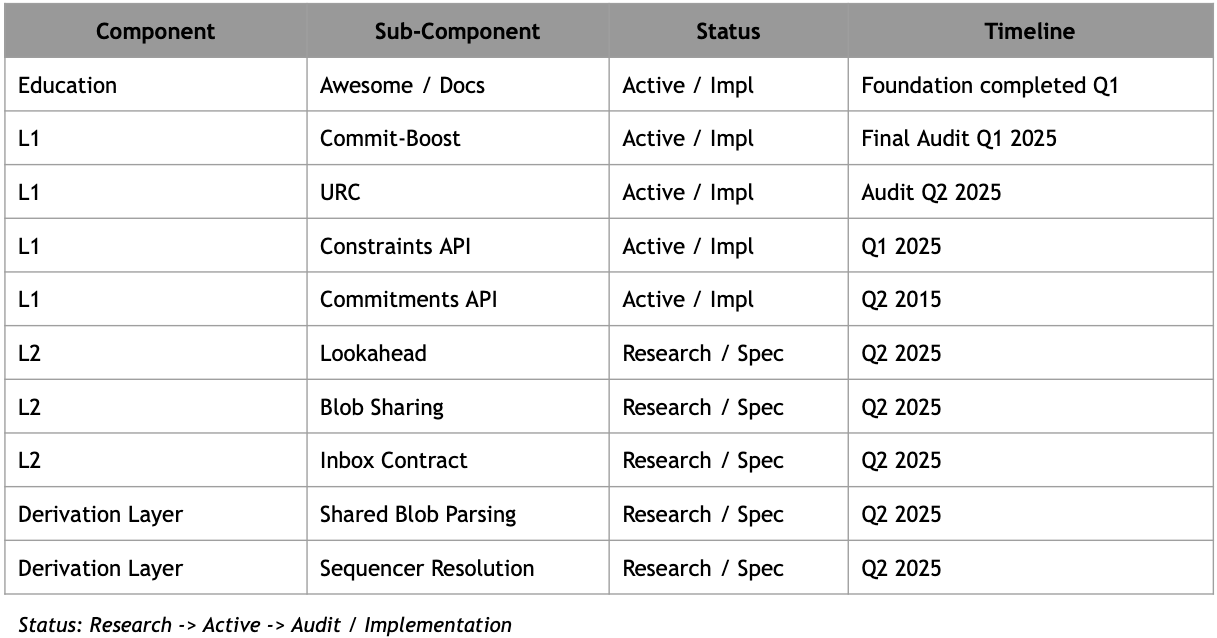 Component Sub-Component Status Timeline
Education Awesome / Docs Active / Impl Foundation completed Q1
L1 Commit-Boost Active / Impl Final Audit Q1 2025
L1 URC Active / Impl Audit Q2 2025
L1 Constraints API Active / Impl Q1 2025
L1 Commitments API Active / Impl Q2 2015
L2 Lookahead Research / Spec Q2 2025
L2 Blob Sharing Research / Spec Q2 2025
L2 Inbox Contract Research / Spec Q2 2025
Derivation Layer Shared Blob Parsing Research / Spec Q2 2025
Derivation Layer Sequencer Resolution Research / Spec Q2 2025
Status: Research -> Active -> Audit / Implementation